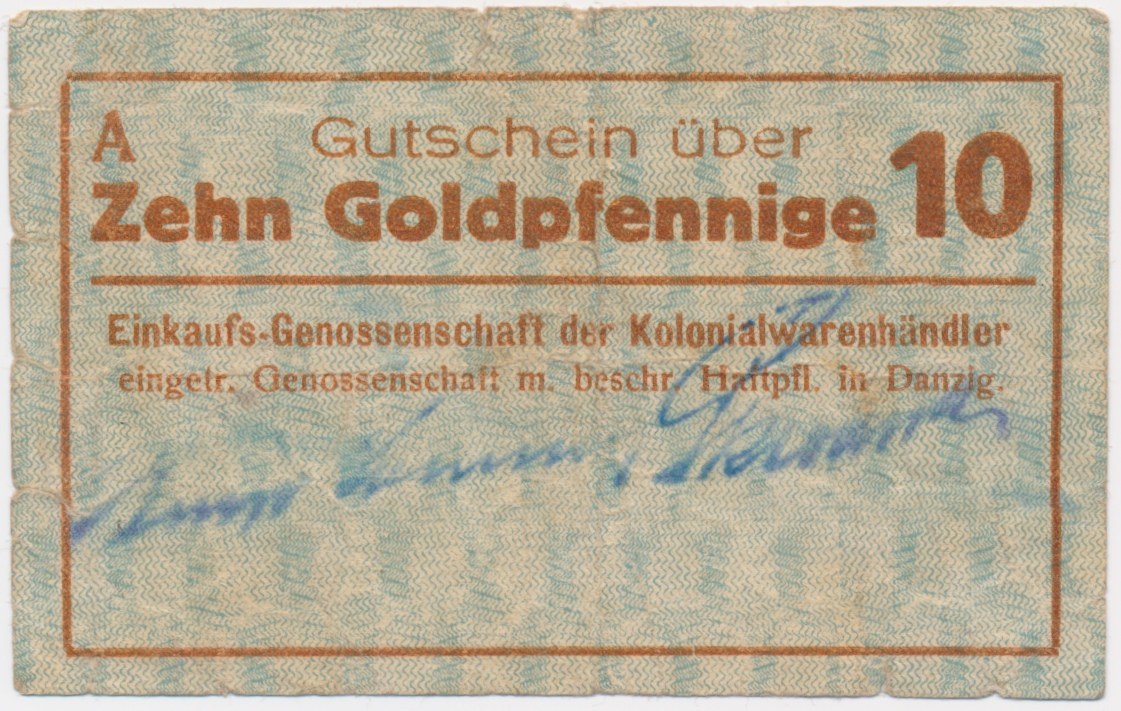 A
Gutschein über
Zehn Goldpfennige 10
Einkaufs-Genossenschaft der Kolonialwarenhändler
eingetr. Genossenschaft m. beschr. Haftpfl. in Danzig.